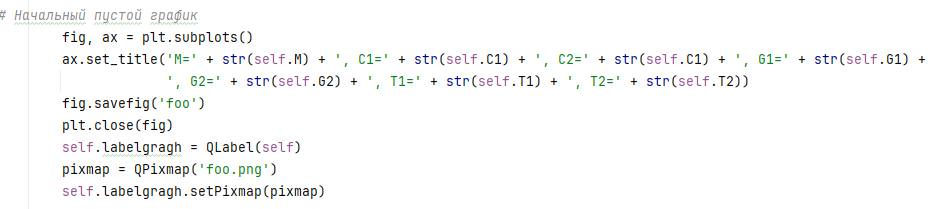 # Начальный пустой график
fig, ax = plt.subplots()
ax.set_title('M=' + str(self.M) + ', C1=' + str(self.C1) + ', C2=' + str(self.C1) + ', G1=' + str(self.G1) +
', G2=' + str(self.G2) + ', T1=' + str(self.T1) + ', T2=' + str(self.T2))
fig.savefig('foo')
plt.close(fig)
self.labelgragh = QLabel(self)
pixmap = QPixmap('foo.png')
self.labelgragh.setPixmap(pixmap)